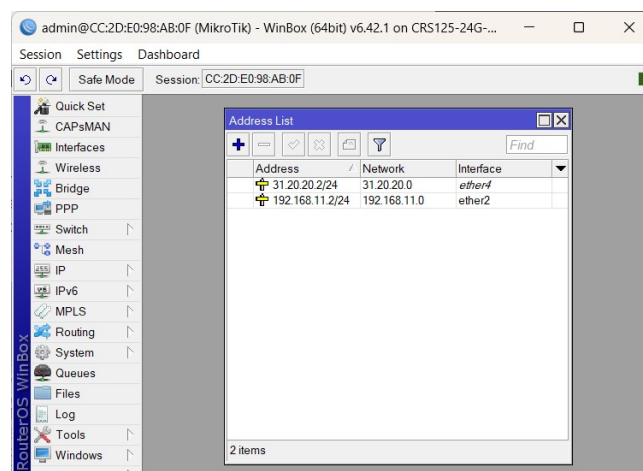 admin@CC:2D:E0:98:AB:0F (MikroTik) - WinBox (64bit) v6.42.1 on CRS125-24G-...
Session Settings Dashboard
Safe Mode Session: CC:2D:E0:98:AB:0F
Quick Set
CAPsMAN
Interfaces
Wireless
Bridge
PPP
Switch
Mesh
IP
IPv6
MPLS
Routing
System
Queues
Files
Log
Tools
Windows
RouterOS WinBox
Address List
Find
Address Network Interface
31.20.20.2/24 31.20.20.0 ether4
192.168.11.2/24 192.168.11.0 ether2
2 items